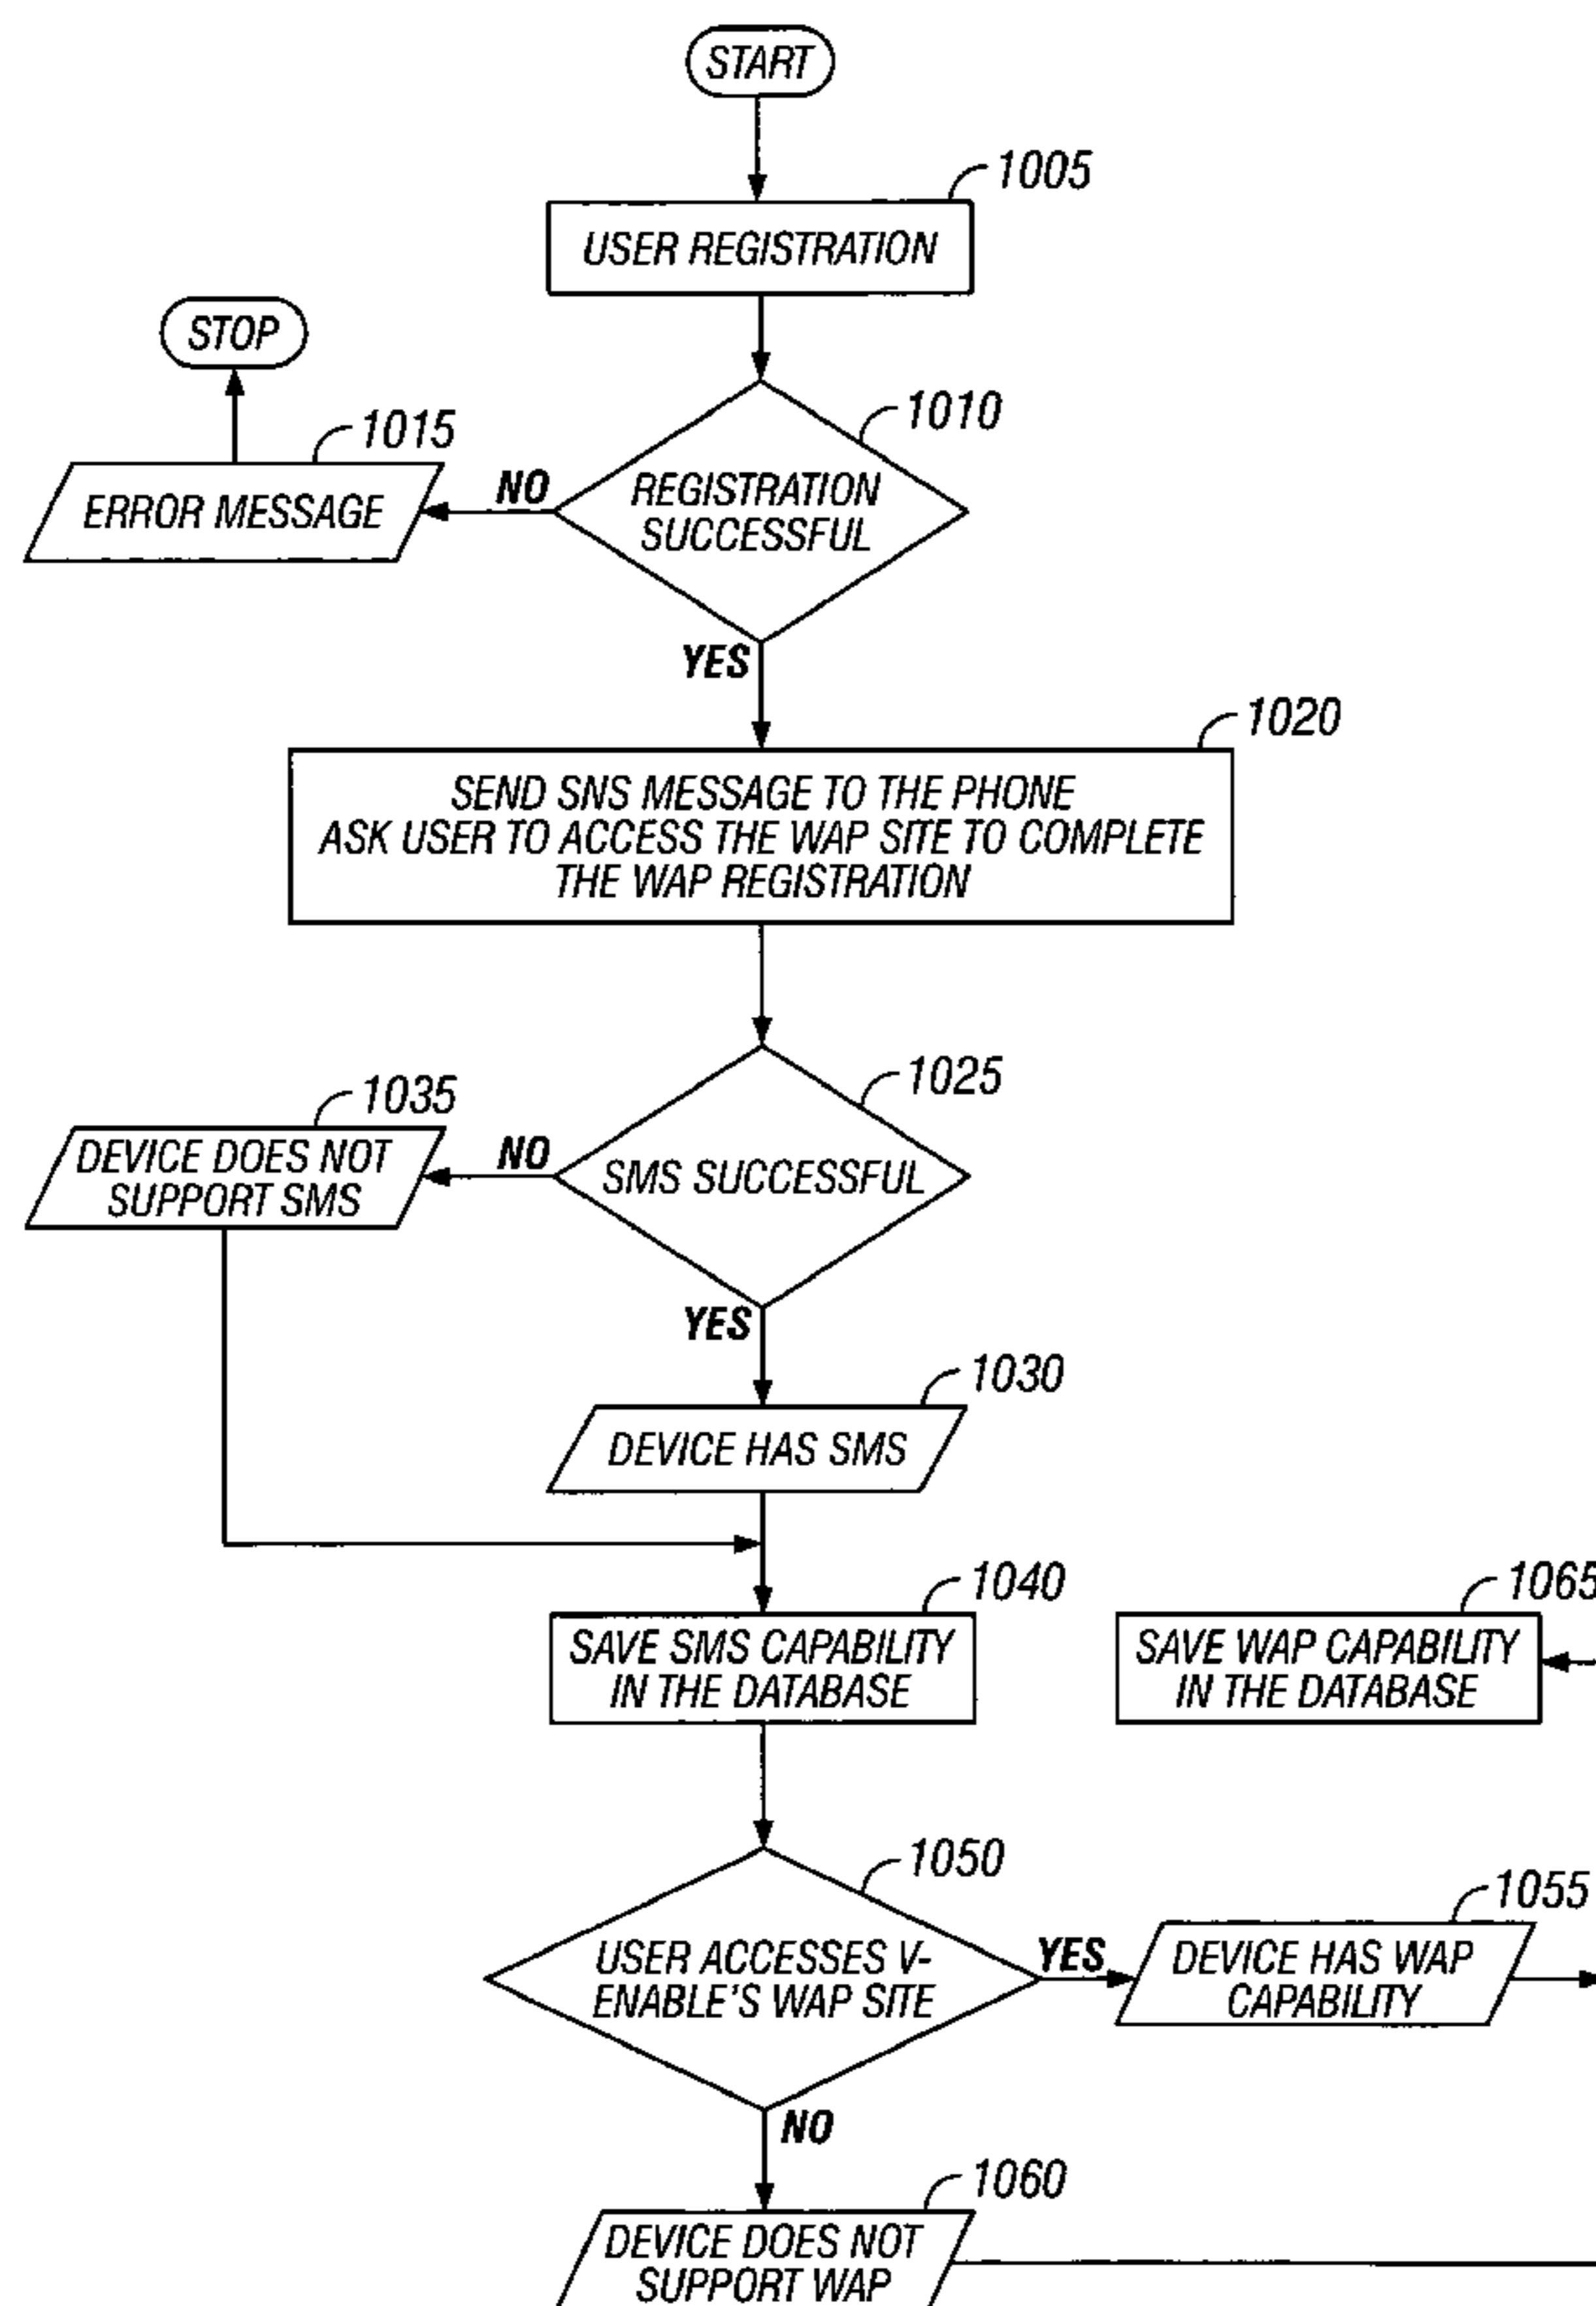 START
1005
USER REGISTRATION
STOP
1010
1015
REGISTRATION
SUCCESSFUL
NO
ERROR MESSAGE
YES
1020
SEND SNS MESSAGE TO THE PHONE
ASK USER TO ACCESS THE WAP SITE TO COMPLETE
THE WAP REGISTRATION
1025
1035
SMS SUCCESSFUL
NO
DEVICE DOES NOT
SUPPORT SMS
YES
1030
DEVICE HAS SMS
1040
SAVE SMS CAPABILITY
IN THE DATABASE
1065
SAVE WAP CAPABILITY
IN THE DATABASE
1050
USER ACCESSES V-
ENABLE'S WAP SITE
YES
1055
DEVICE HAS WAP
CAPABILITY
NO
1060
DEVICE DOES NOT
SUPPORT WAP